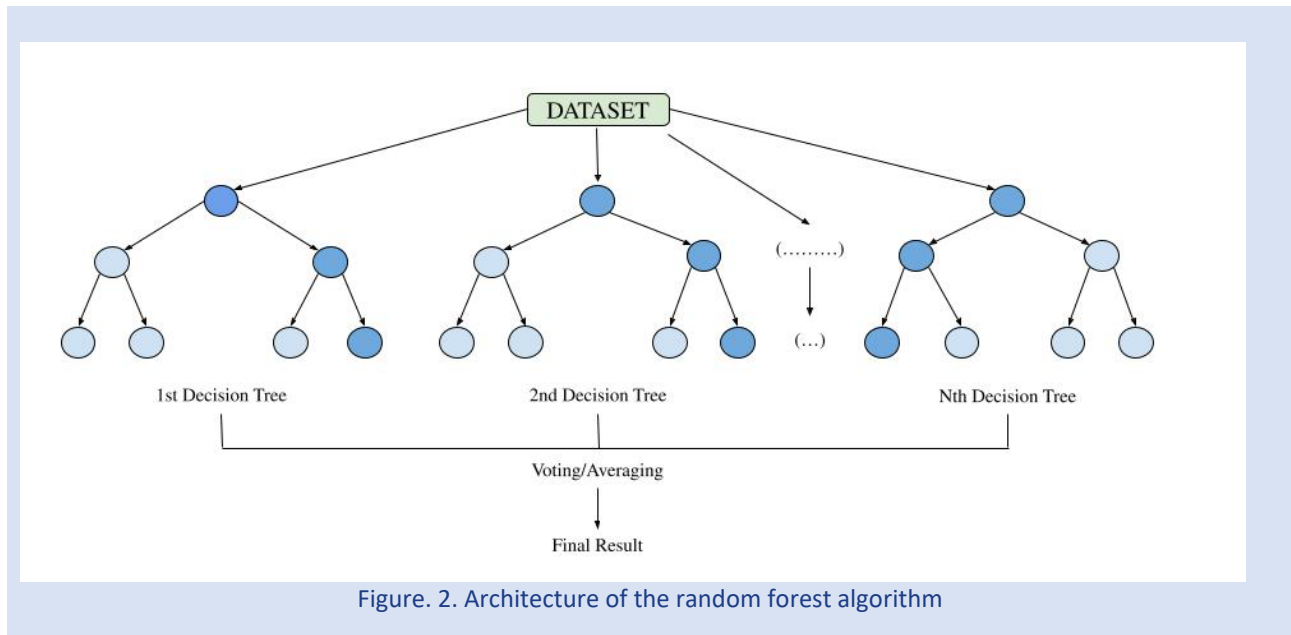 DATASET
(.........)
(...)
1st Decision Tree
2nd Decision Tree
Nth Decision Tree
Voting/Averaging
Final Result
Figure. 2. Architecture of the random forest algorithm